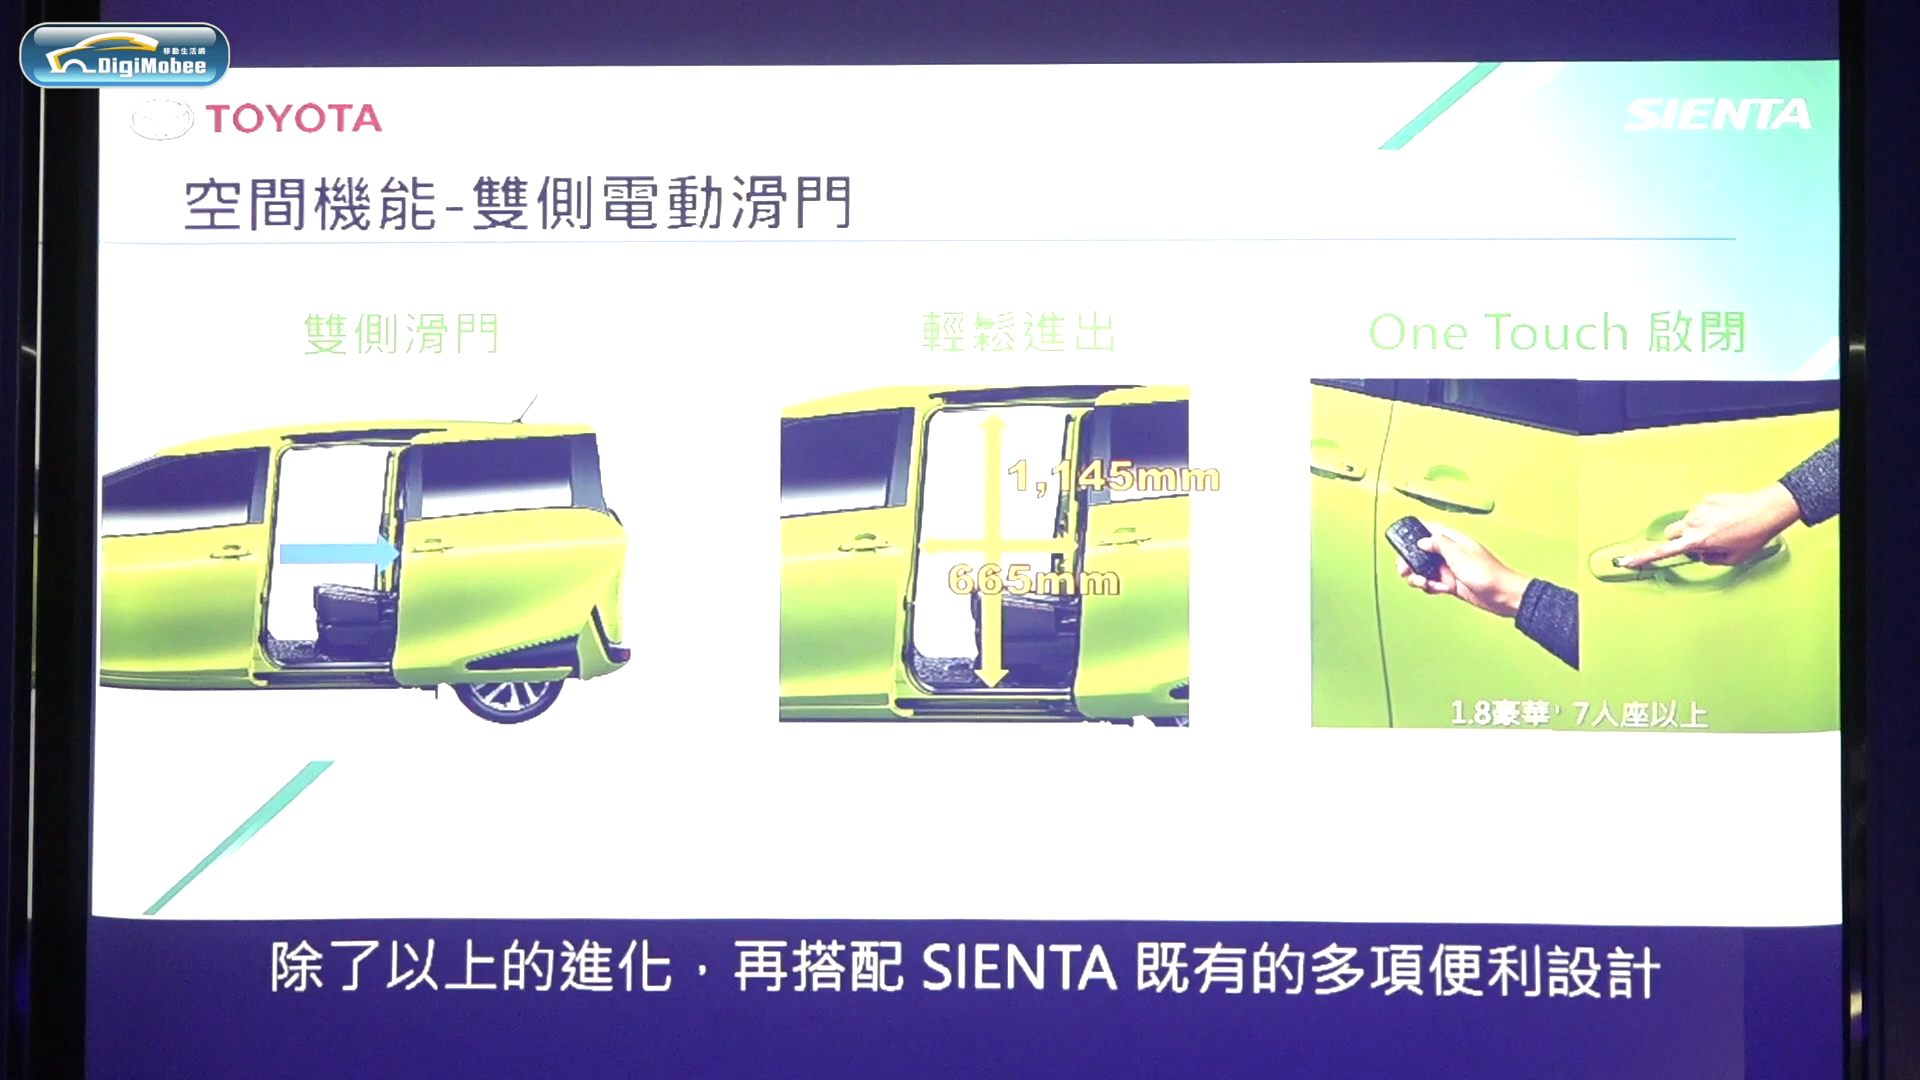 移動生活網
DigiMobee
TOYOTA
SIENTA
空間機能-雙側電動滑門
雙側滑門
輕鬆進出
One Touch 啟閉
1,145mm
665mm
1.8豪華, 7人座以上
除了以上的進化，再搭配 SIENTA 既有的多項便利設計